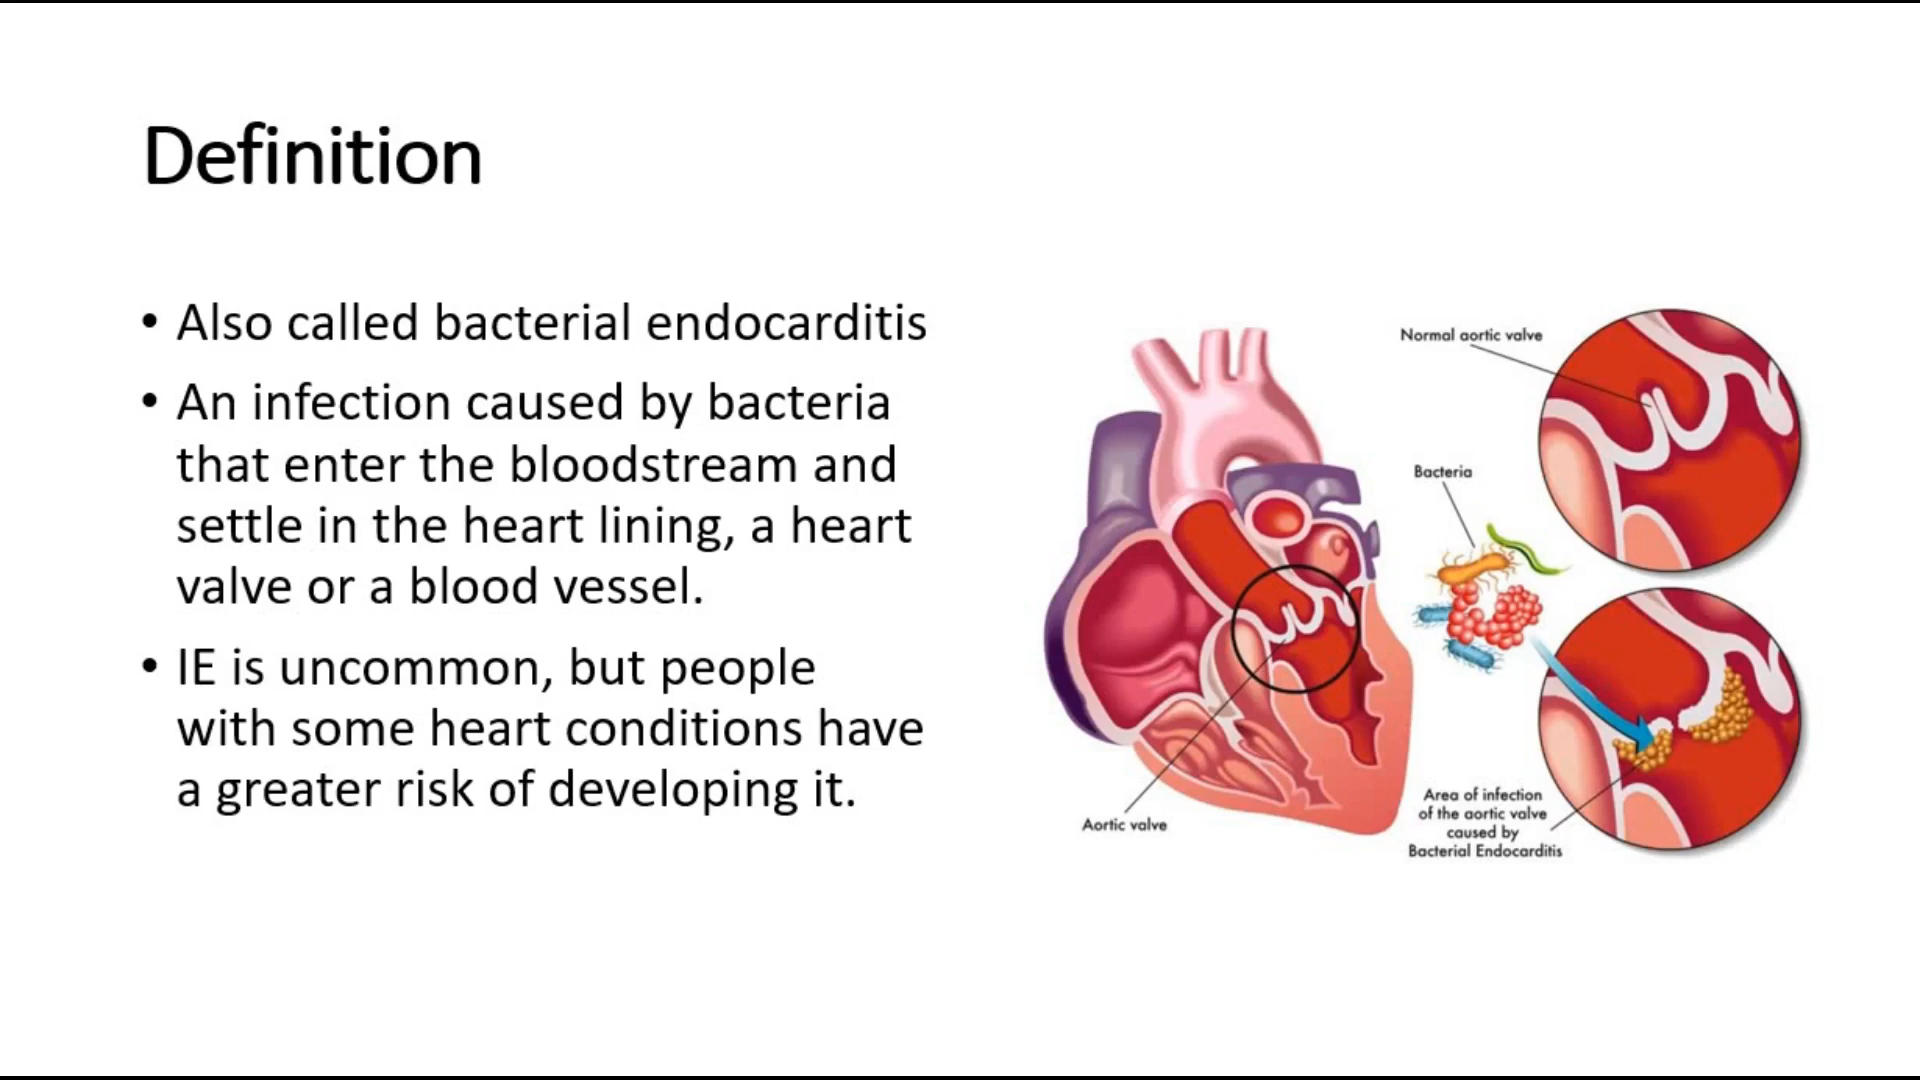 Definition
• Also called bacterial endocarditis
• An infection caused by bacteria
that enter the bloodstream and
settle in the heart lining, a heart
valve or a blood vessel.
• IE is uncommon, but people
with some heart conditions have
a greater risk of developing it.
Normal aortic valve
Bacteria
Aortic valve
Area of infection
of the aortic valve
caused by
Bacterial Endocarditis